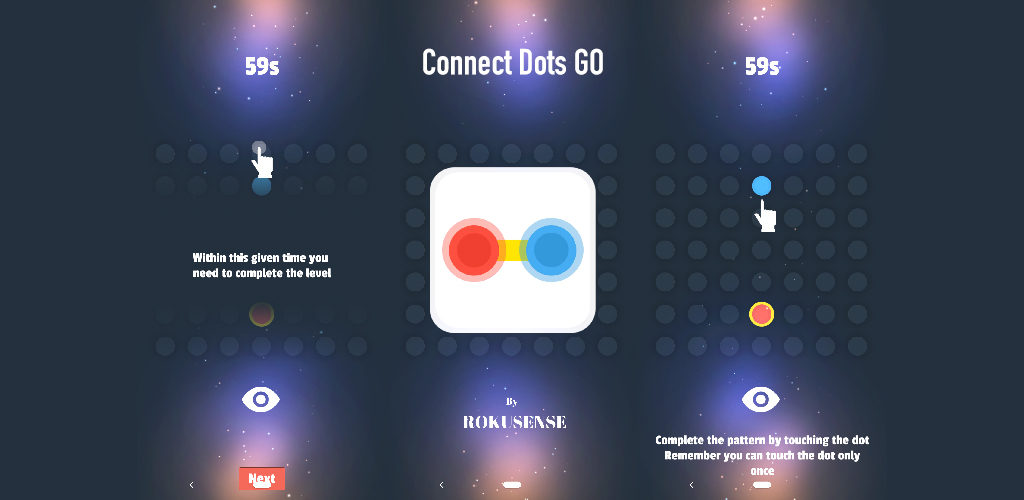 59s
Within this given time you
need to complete the level
Next
Connect Dots GO
By
ROKUSENSE
59s
Complete the pattern by touching the dot
Remember you can touch the dot only
once